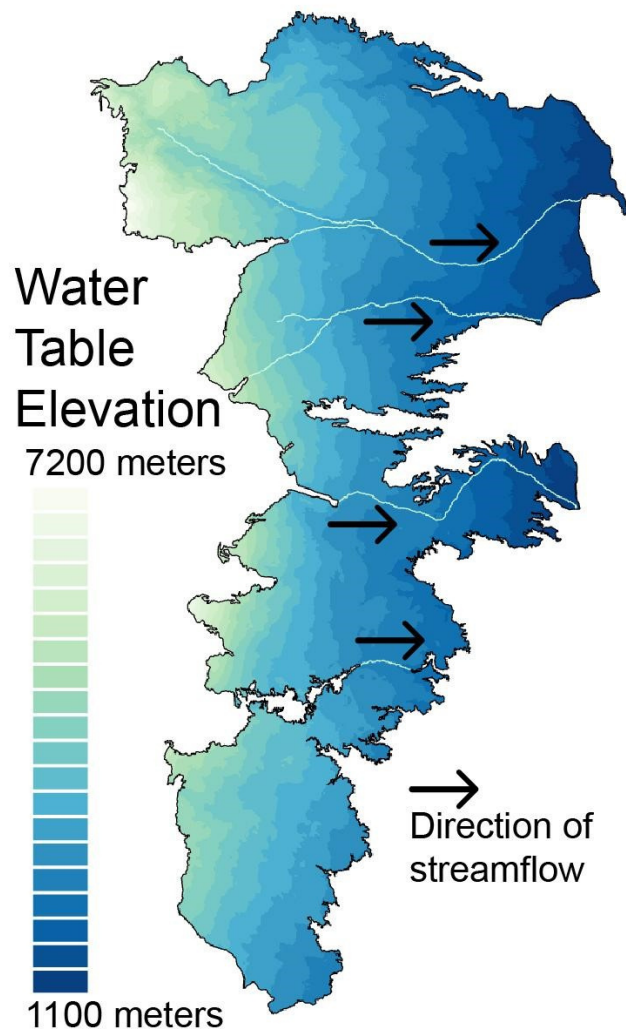 Water
Table
Elevation
7200 meters
1100 meters
Direction of
streamflow